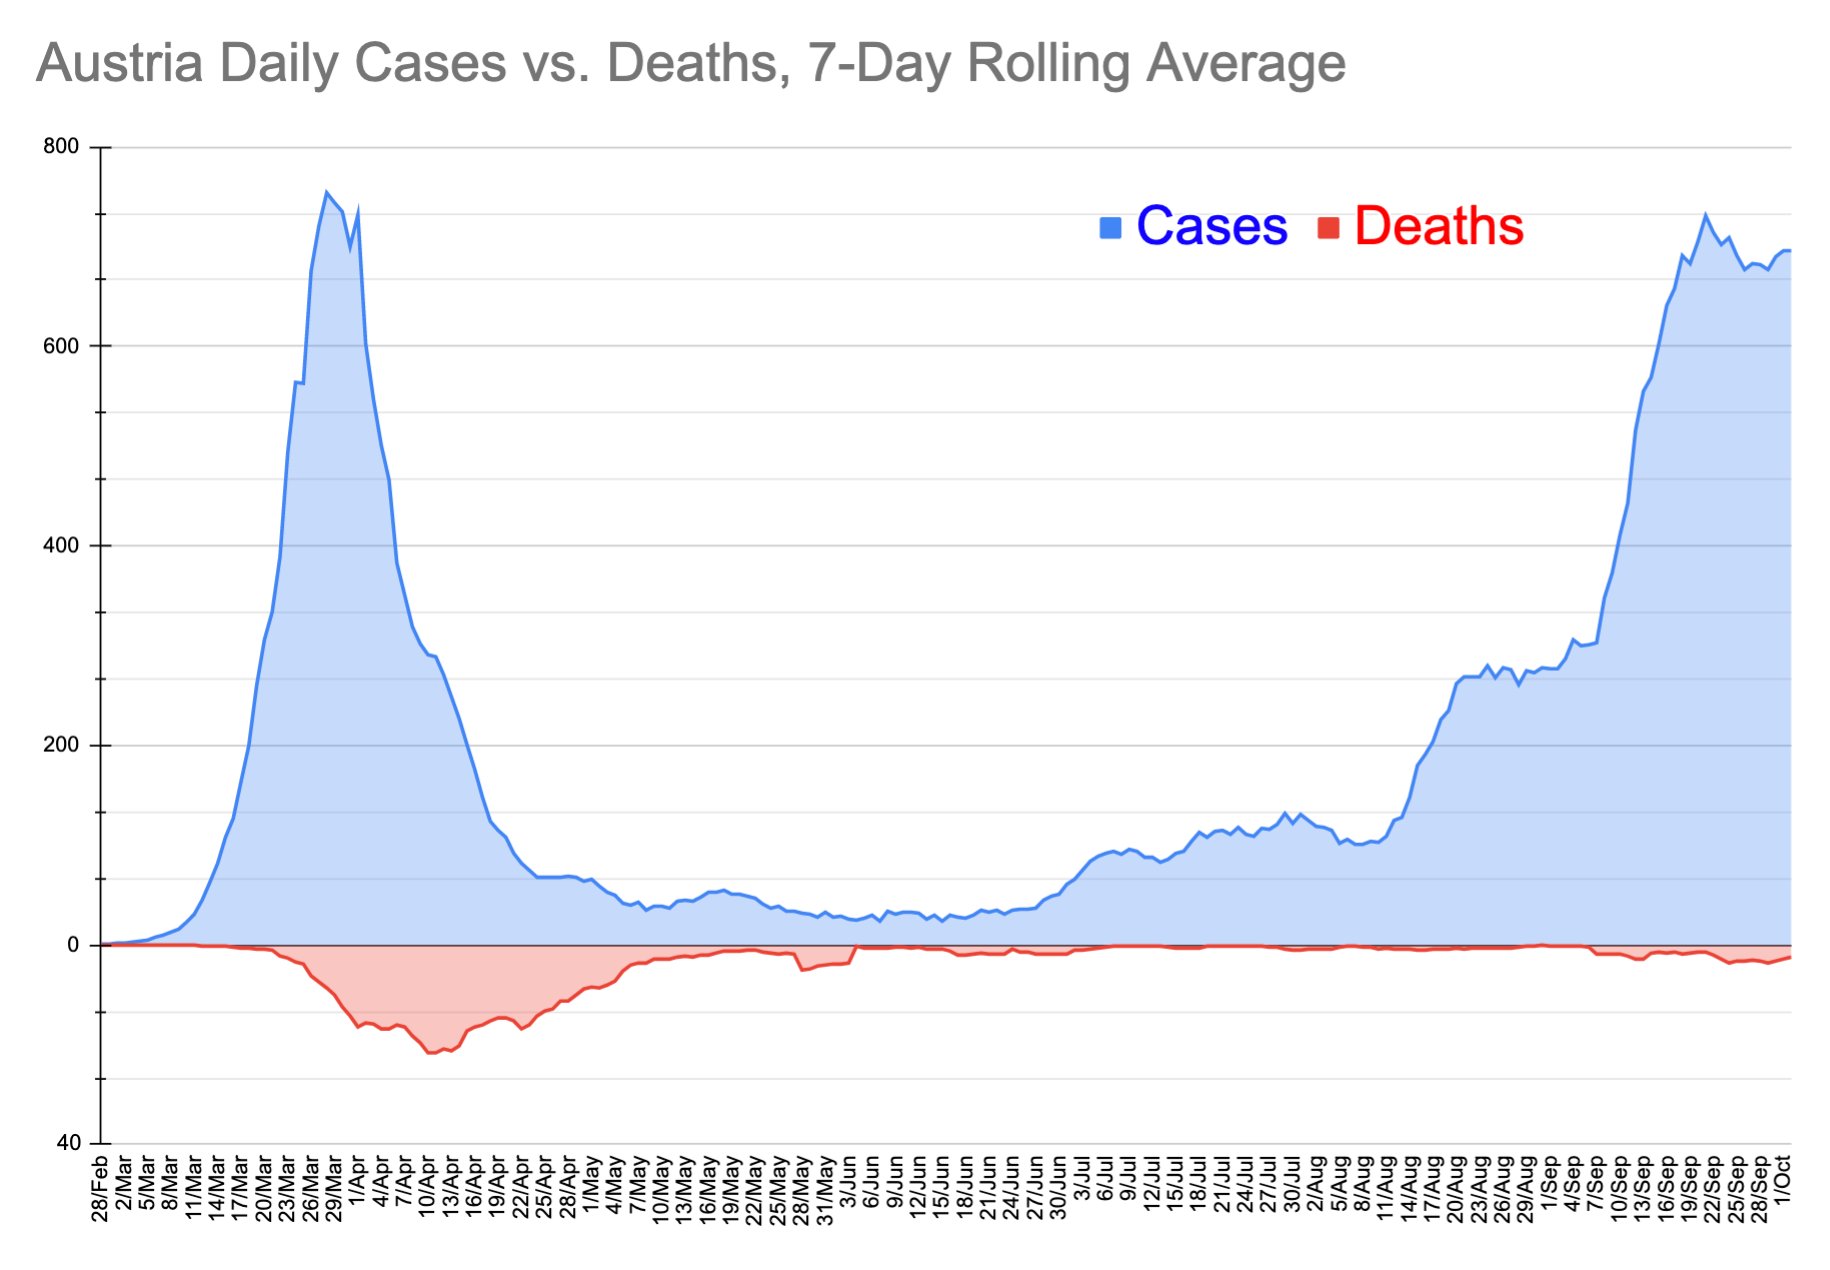 Austria Daily Cases vs. Deaths, 7-Day Rolling Average
Cases Deaths
800
600
400
200
0
40
28/Feb
2/Mar
5/Mar
8/Mar
11/Mar
14/Mar
17/Mar
20/Mar
23/Mar
26/Mar
29/Mar
1/Apr
4/Apr
7/Apr
10/Apr
13/Apr
16/Apr
19/Apr
22/Apr
25/Apr
28/Apr
1/May
4/May
7/May
10/May
13/May
16/May
19/May
22/May
25/May
28/May
31/May
3/Jun
6/Jun
9/Jun
12/Jun
15/Jun
18/Jun
21/Jun
24/Jun
27/Jun
30/Jun
3/Jul
6/Jul
9/Jul
12/Jul
15/Jul
18/Jul
21/Jul
24/Jul
27/Jul
30/Jul
2/Aug
5/Aug
8/Aug
11/Aug
14/Aug
17/Aug
20/Aug
23/Aug
26/Aug
29/Aug
1/Sep
4/Sep
7/Sep
10/Sep
13/Sep
16/Sep
19/Sep
22/Sep
25/Sep
28/Sep
1/Oct